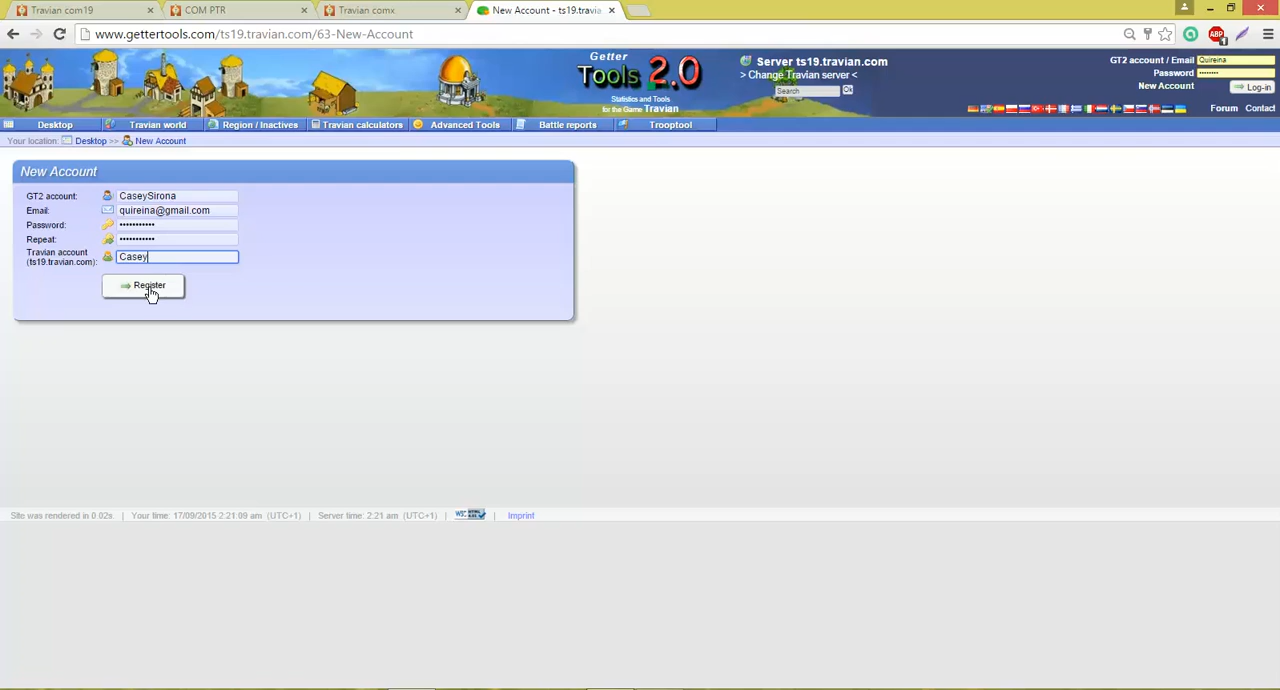 Travian com19
COM PTR
Travian comx
New Account - ts19.travia
www.gettertools.com/ts19.travian.com/63-New-Account
ABP
1
Getter
Tools 2.0
Statistics and Tools
for the Game Travian
Server ts19.travian.com
> Change Travian server <
Search
Ok
GT2 account / Email Quireina
Password ••••••••
New Account
Log-in
Forum Contact
Desktop
Travian world
Region / Inactives
Travian calculators
Advanced Tools
Battle reports
Trooptool
Your location: Desktop >> New Account
New Account
GT2 account: CaseySirona
Email: quireina@gmail.com
Password: •••••••••••
Repeat: •••••••••••
Travian account
(ts19.travian.com): Casey
Register
Site was rendered in 0.02s | Your time: 17/09/2015 2:21:09 am (UTC+1) | Server time: 2:21 am (UTC+1) | W3C | Imprint